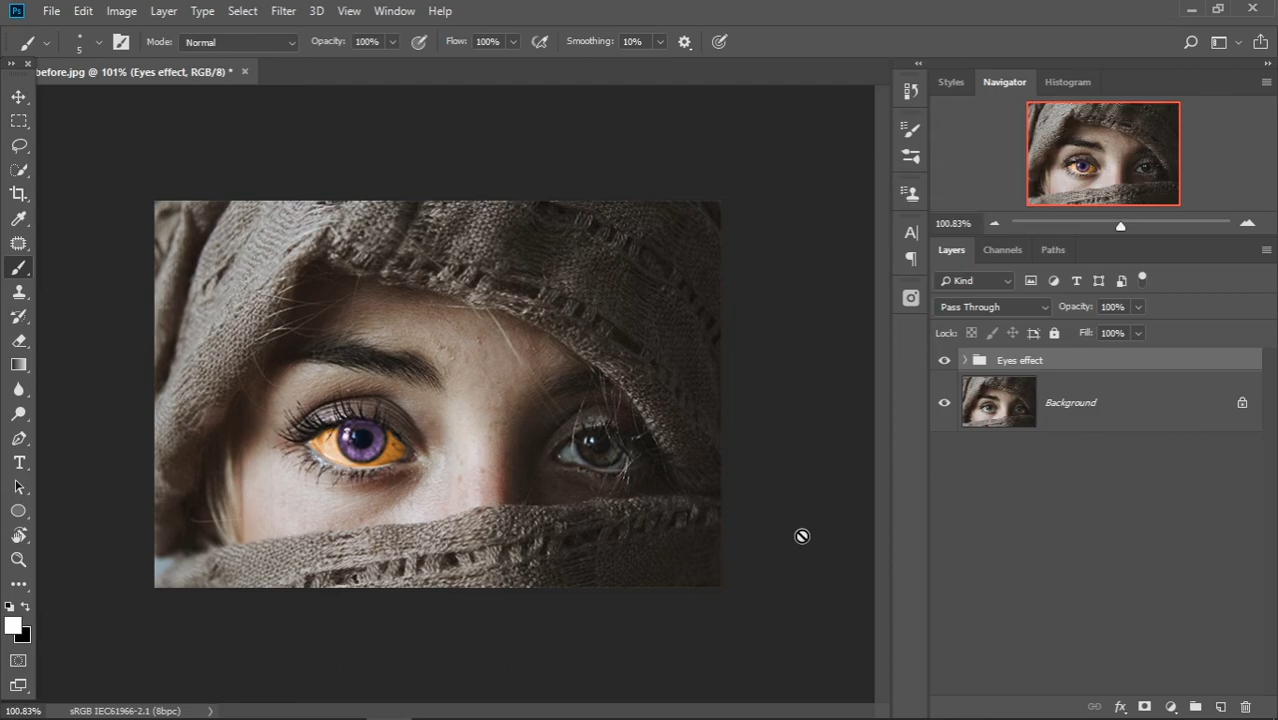 Ps File Edit Image Layer Type Select Filter 3D View Window Help
5 Mode: Normal Opacity: 100% Flow: 100% Smoothing: 10%
before.jpg @ 101% (Eyes effect, RGB/8) * ×
Styles Navigator Histogram
100.83%
Layers Channels Paths
Kind T
Pass Through Opacity: 100%
Lock: Fill: 100%
Eyes effect
Background
A
T
fx
100.83% sRGB IEC61966-2.1 (8bpc)